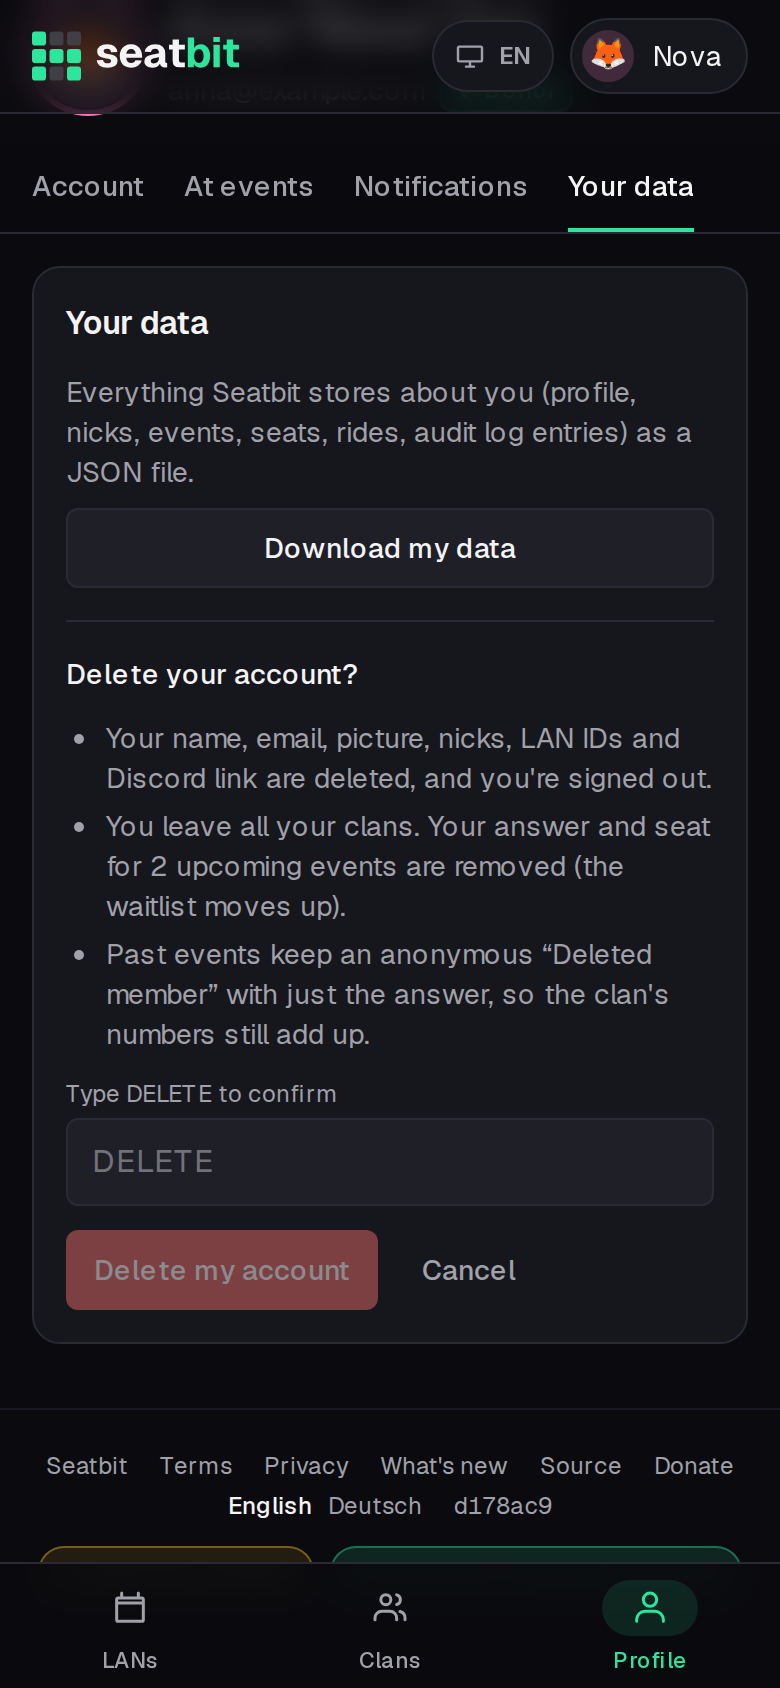 seatbit
EN
Nova
anna@example.com
Account
At events
Notifications
Your data
Your data
Everything Seatbit stores about you (profile,
nicks, events, seats, rides, audit log entries) as a
JSON file.
Download my data
Delete your account?
• Your name, email, picture, nicks, LAN IDs and
Discord link are deleted, and you're signed out.
• You leave all your clans. Your answer and seat
for 2 upcoming events are removed (the
waitlist moves up).
• Past events keep an anonymous “Deleted
member” with just the answer, so the clan's
numbers still add up.
Type DELETE to confirm
DELETE
Delete my account
Cancel
Seatbit
Terms
Privacy
What's new
Source
Donate
English
Deutsch
d178ac9
LANs
Clans
Profile